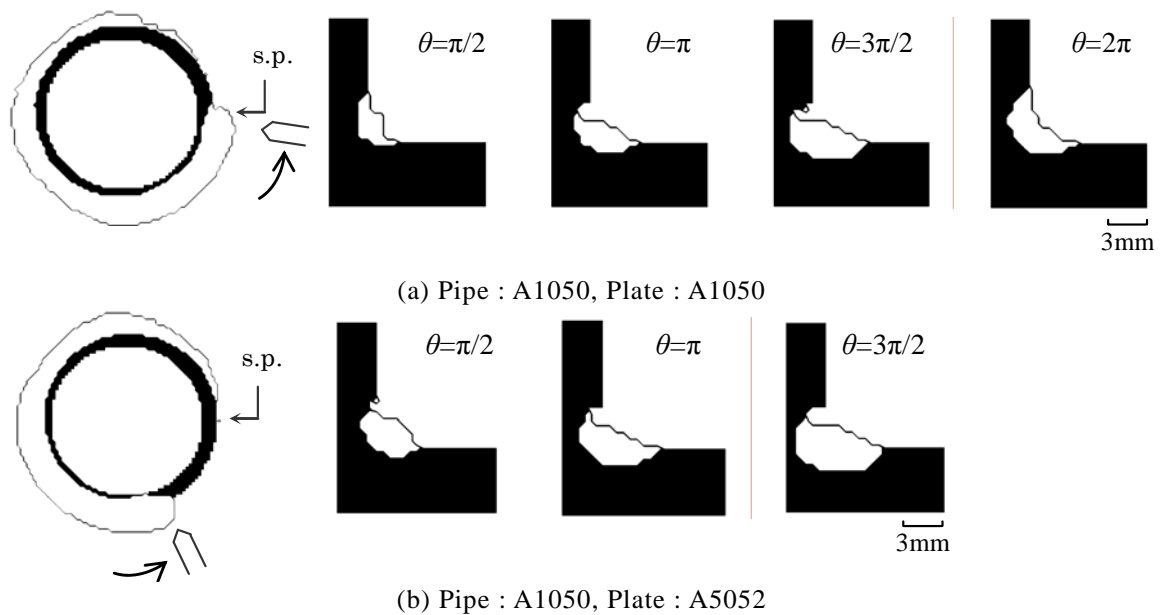 s.p.
θ=π/2
θ=π
θ=3π/2
θ=2π
3mm
(a) Pipe : A1050, Plate : A1050
s.p.
θ=π/2
θ=π
θ=3π/2
3mm
(b) Pipe : A1050, Plate : A5052